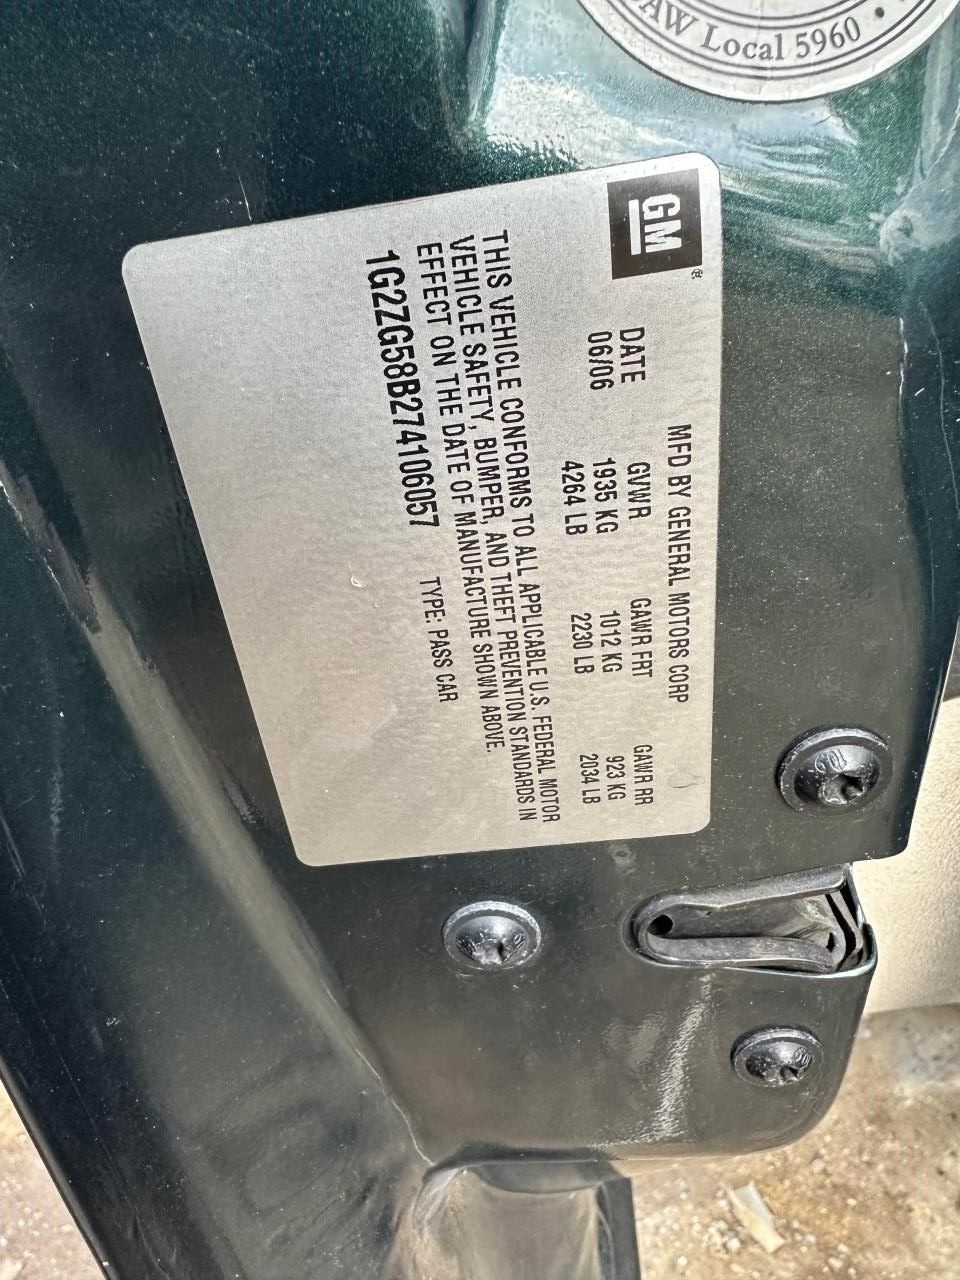 AW Local 5960 •
GM ®
MFD BY GENERAL MOTORS CORP
DATE GVWR GAWR FRT GAWR RR
06/06 1935 KG 1012 KG 923 KG
4264 LB 2230 LB 2034 LB
THIS VEHICLE CONFORMS TO ALL APPLICABLE U.S. FEDERAL MOTOR
VEHICLE SAFETY, BUMPER, AND THEFT PREVENTION STANDARDS IN
EFFECT ON THE DATE OF MANUFACTURE SHOWN ABOVE.
1G2ZG58B274106057 TYPE: PASS CAR